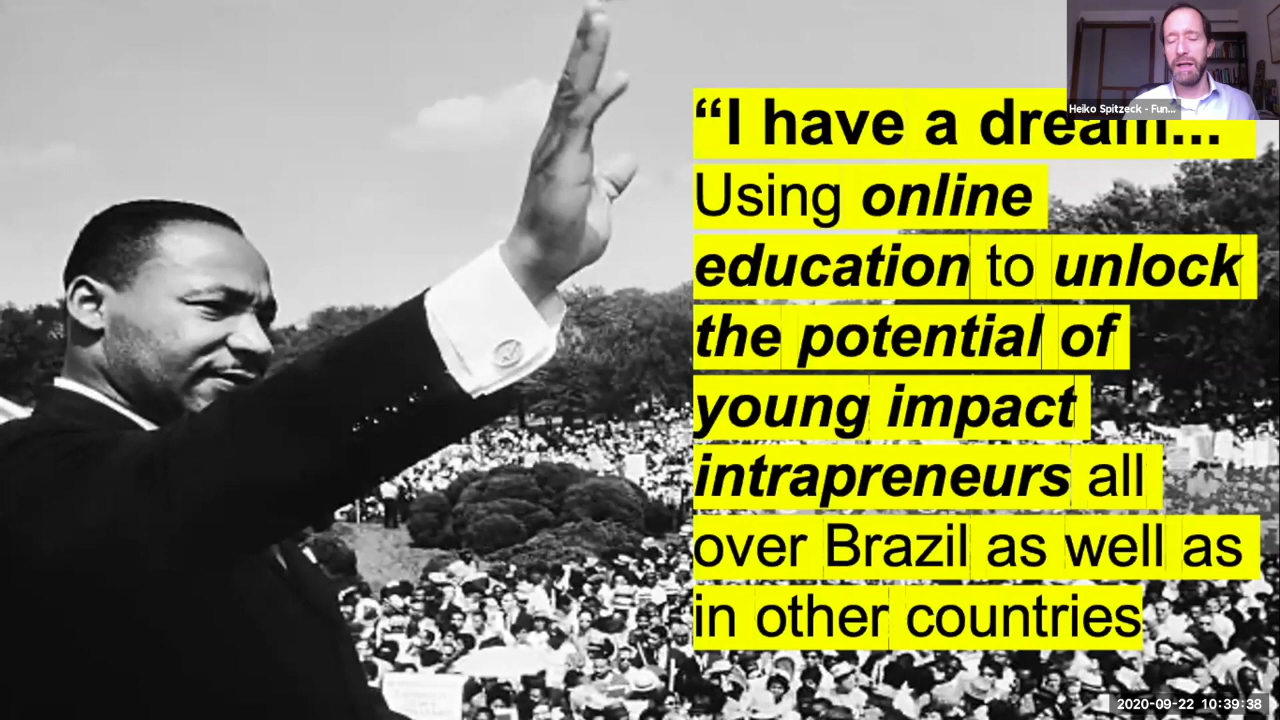 Heiko Spitzeck - Fun...
“I have a dream...
Using online
education to unlock
the potential of
young impact
intrapreneurs all
over Brazil as well as
in other countries
2020-09-22 10:39:38